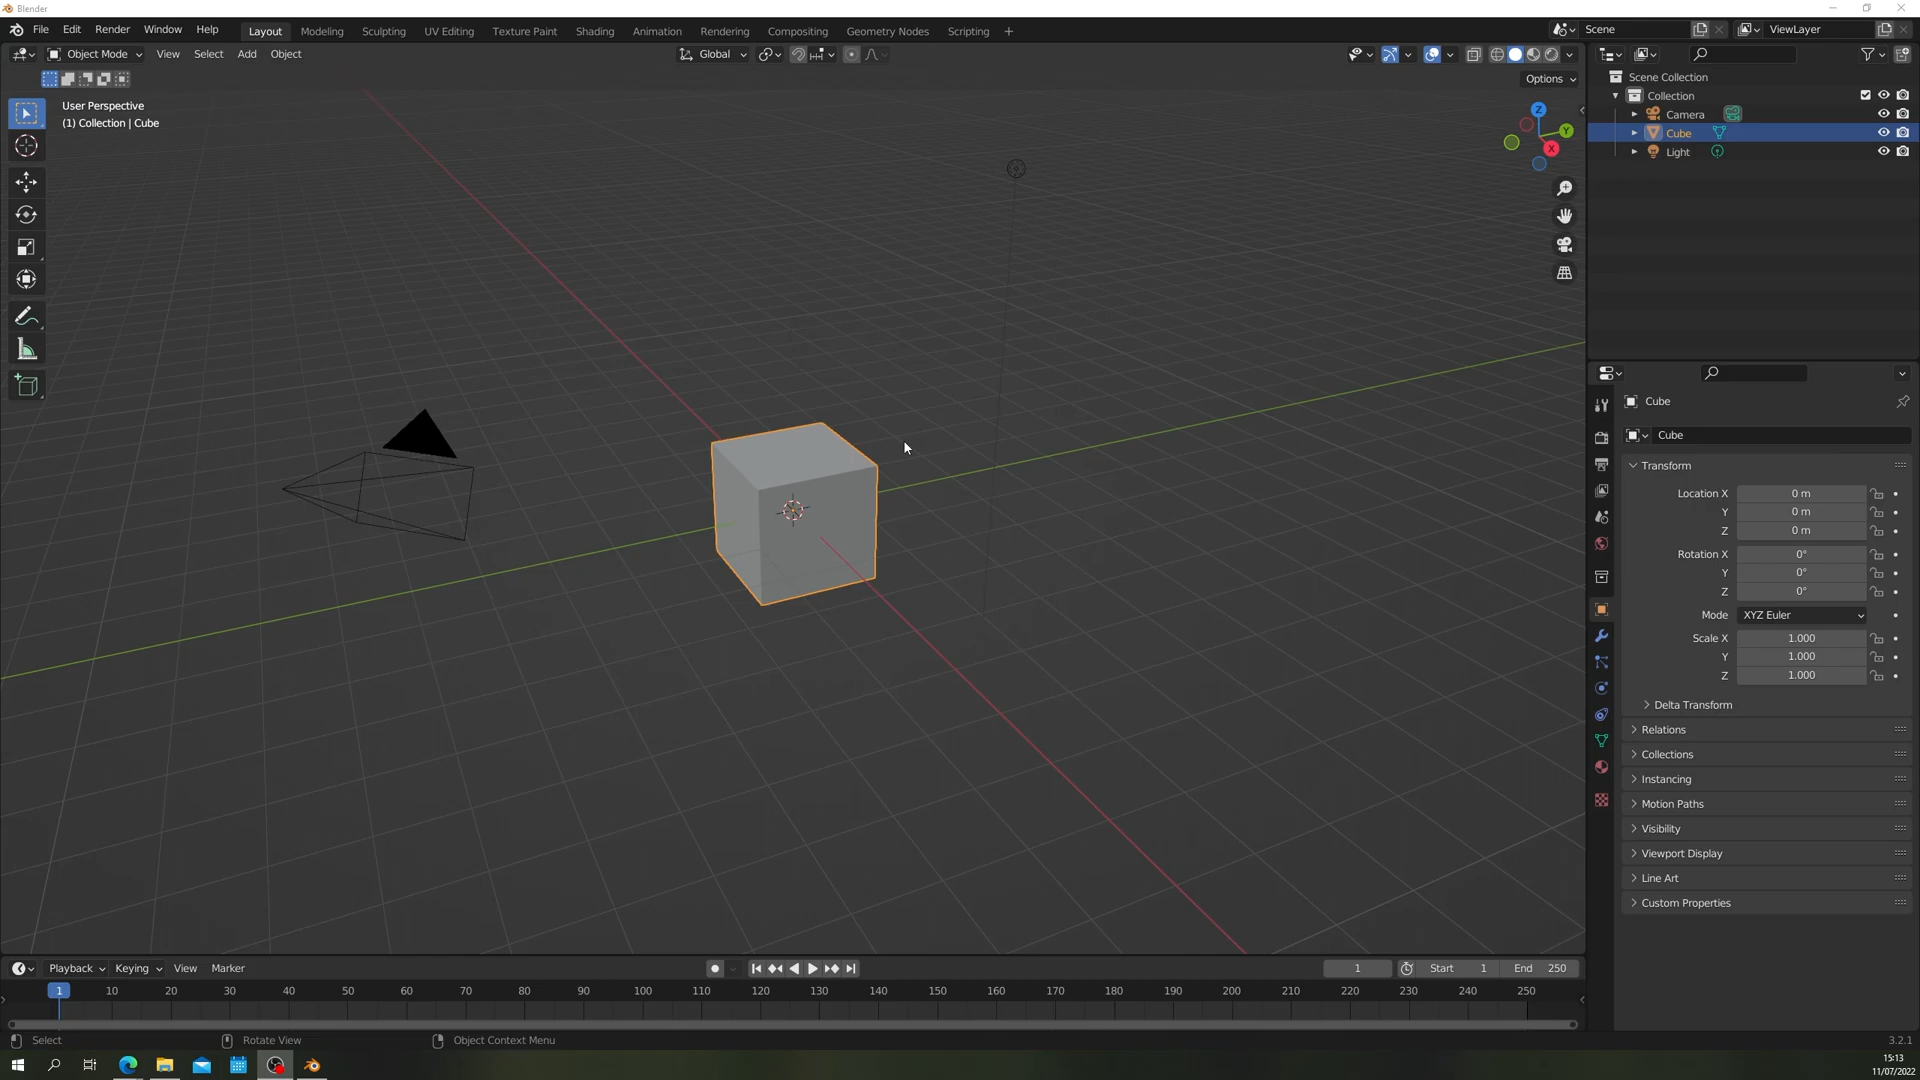 Blender
File Edit Render Window Help Layout Modeling Sculpting UV Editing Texture Paint Shading Animation Rendering Compositing Geometry Nodes Scripting + Scene ViewLayer
Object Mode View Select Add Object Global
Options
User Perspective
(1) Collection | Cube
Z
Y
X
Scene Collection
Collection
Camera
Cube
Light
Cube
Cube
Transform
Location X 0 m
Y 0 m
Z 0 m
Rotation X 0°
Y 0°
Z 0°
Mode XYZ Euler
Scale X 1.000
Y 1.000
Z 1.000
Delta Transform
Relations
Collections
Instancing
Motion Paths
Visibility
Viewport Display
Line Art
Custom Properties
Playback Keying View Marker 1 Start 1 End 250
1 10 20 30 40 50 60 70 80 90 100 110 120 130 140 150 160 170 180 190 200 210 220 230 240 250
Select Rotate View Object Context Menu 3.2.1
15:13
11/07/2022